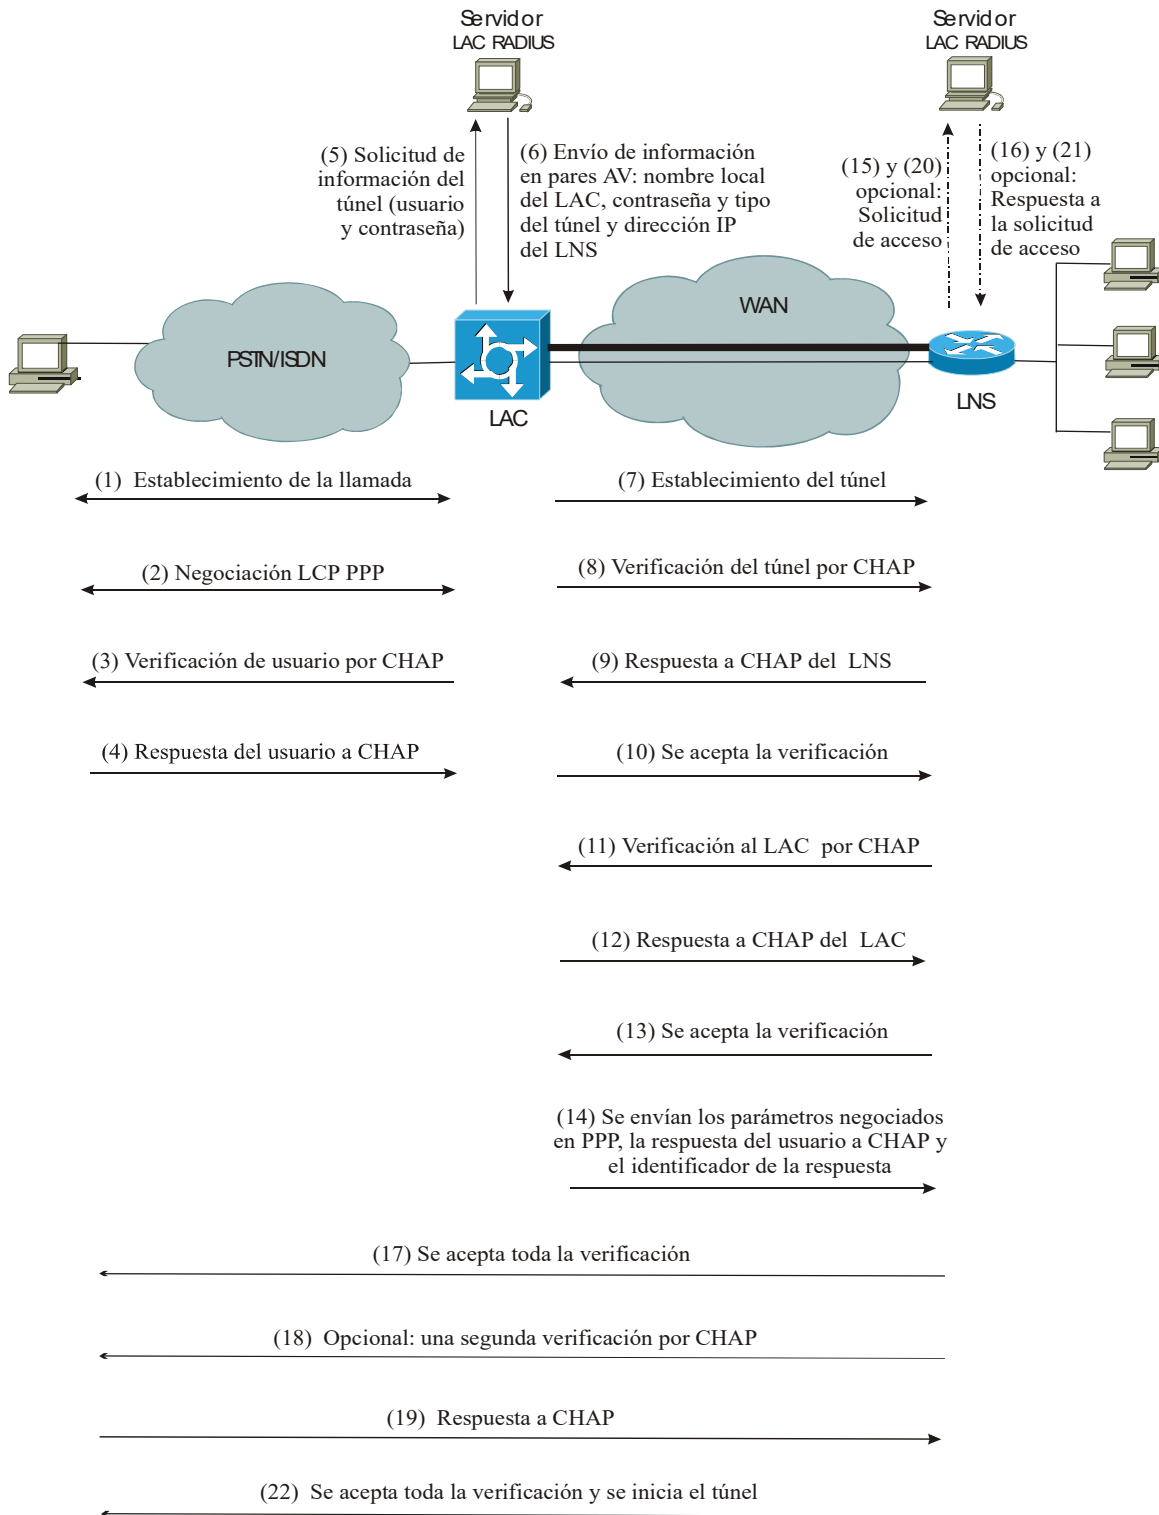 Servidor
LAC RADIUS
Servidor
LAC RADIUS
(5) Solicitud de
información del
túnel (usuario
y contraseña)
(6) Envío de información
en pares AV: nombre local
del LAC, contraseña y tipo
del túnel y dirección IP
del LNS
(15) y (20)
opcional:
Solicitud
de acceso
(16) y (21)
opcional:
Respuesta a
la solicitud
de acceso
PSTN/ISDN
WAN
LAC
LNS
(1) Establecimiento de la llamada
(7) Establecimiento del túnel
(2) Negociación LCP PPP
(8) Verificación del túnel por CHAP
(3) Verificación de usuario por CHAP
(9) Respuesta a CHAP del LNS
(4) Respuesta del usuario a CHAP
(10) Se acepta la verificación
(11) Verificación al LAC por CHAP
(12) Respuesta a CHAP del LAC
(13) Se acepta la verificación
(14) Se envían los parámetros negociados
en PPP, la respuesta del usuario a CHAP y
el identificador de la respuesta
(17) Se acepta toda la verificación
(18) Opcional: una segunda verificación por CHAP
(19) Respuesta a CHAP
(22) Se acepta toda la verificación y se inicia el túnel